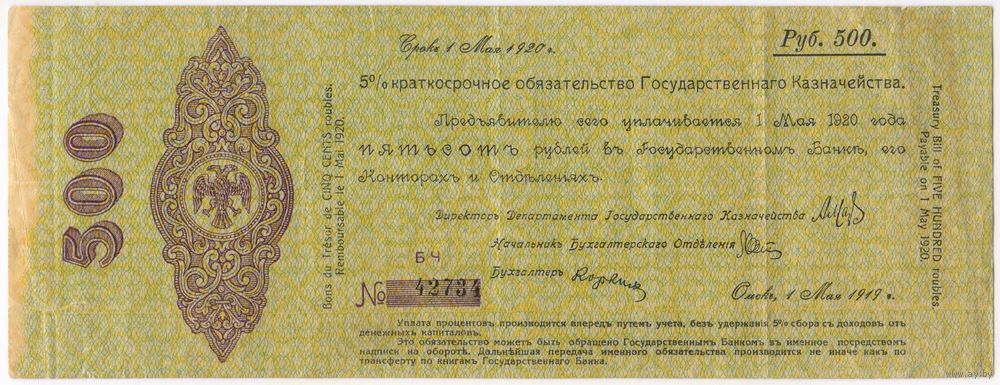 500
Bons du Trésor de CINQ CENTS roubles.
Remboursable le 1 Mai 1920.
Срокъ 1 Мая 1920 г.
Руб. 500.
5% краткосрочное обязательство Государственнаго Казначейства.
Предъявителю сего уплачивается 1 Мая 1920 года
ПЯТЬСОТЪ рублей въ Государственномъ Банкѣ, его
Конторахъ и Отдѣленіяхъ.
Директоръ Департамента Государственнаго Казначейства
Начальникъ Бухгалтерскаго Отдѣленія
Бухгалтеръ
БЧ
№ 42734
Омскъ, 1 Мая 1919 г.
Уплата процентовъ производится впередъ путемъ учета, безъ удержанія 5% сбора съ доходовъ отъ
денежныхъ капиталовъ.
Это обязательство можетъ быть обращено Государственнымъ Банкомъ въ именное посредствомъ
надписи на оборотѣ. Дальнѣйшая передача именного обязательства производится не иначе какъ по
трансферту по книгамъ Государственнаго Банка.
Treasury Bill of FIVE HUNDRED roubles.
Payable on 1 May 1920.
www.ay.by